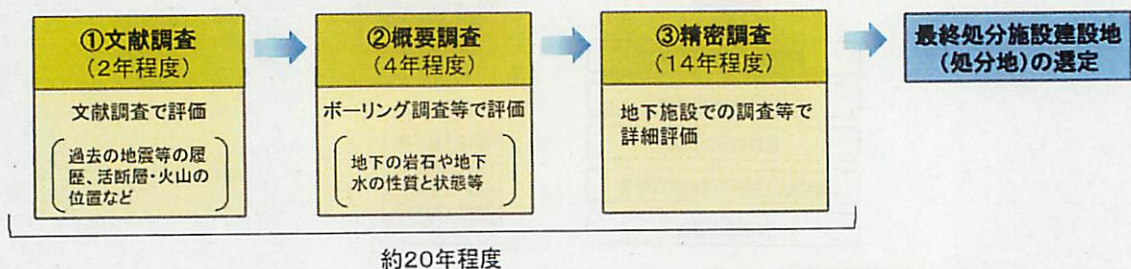 ①文献調査
(2年程度)
文献調査で評価
過去の地震等の履
歴、活断層・火山の
位置など
②概要調査
(4年程度)
ボーリング調査等で評価
地下の岩石や地下
水の性質と状態等
③精密調査
(14年程度)
地下施設での調査等で
詳細評価
最終処分施設建設地
(処分地)の選定
約20年程度